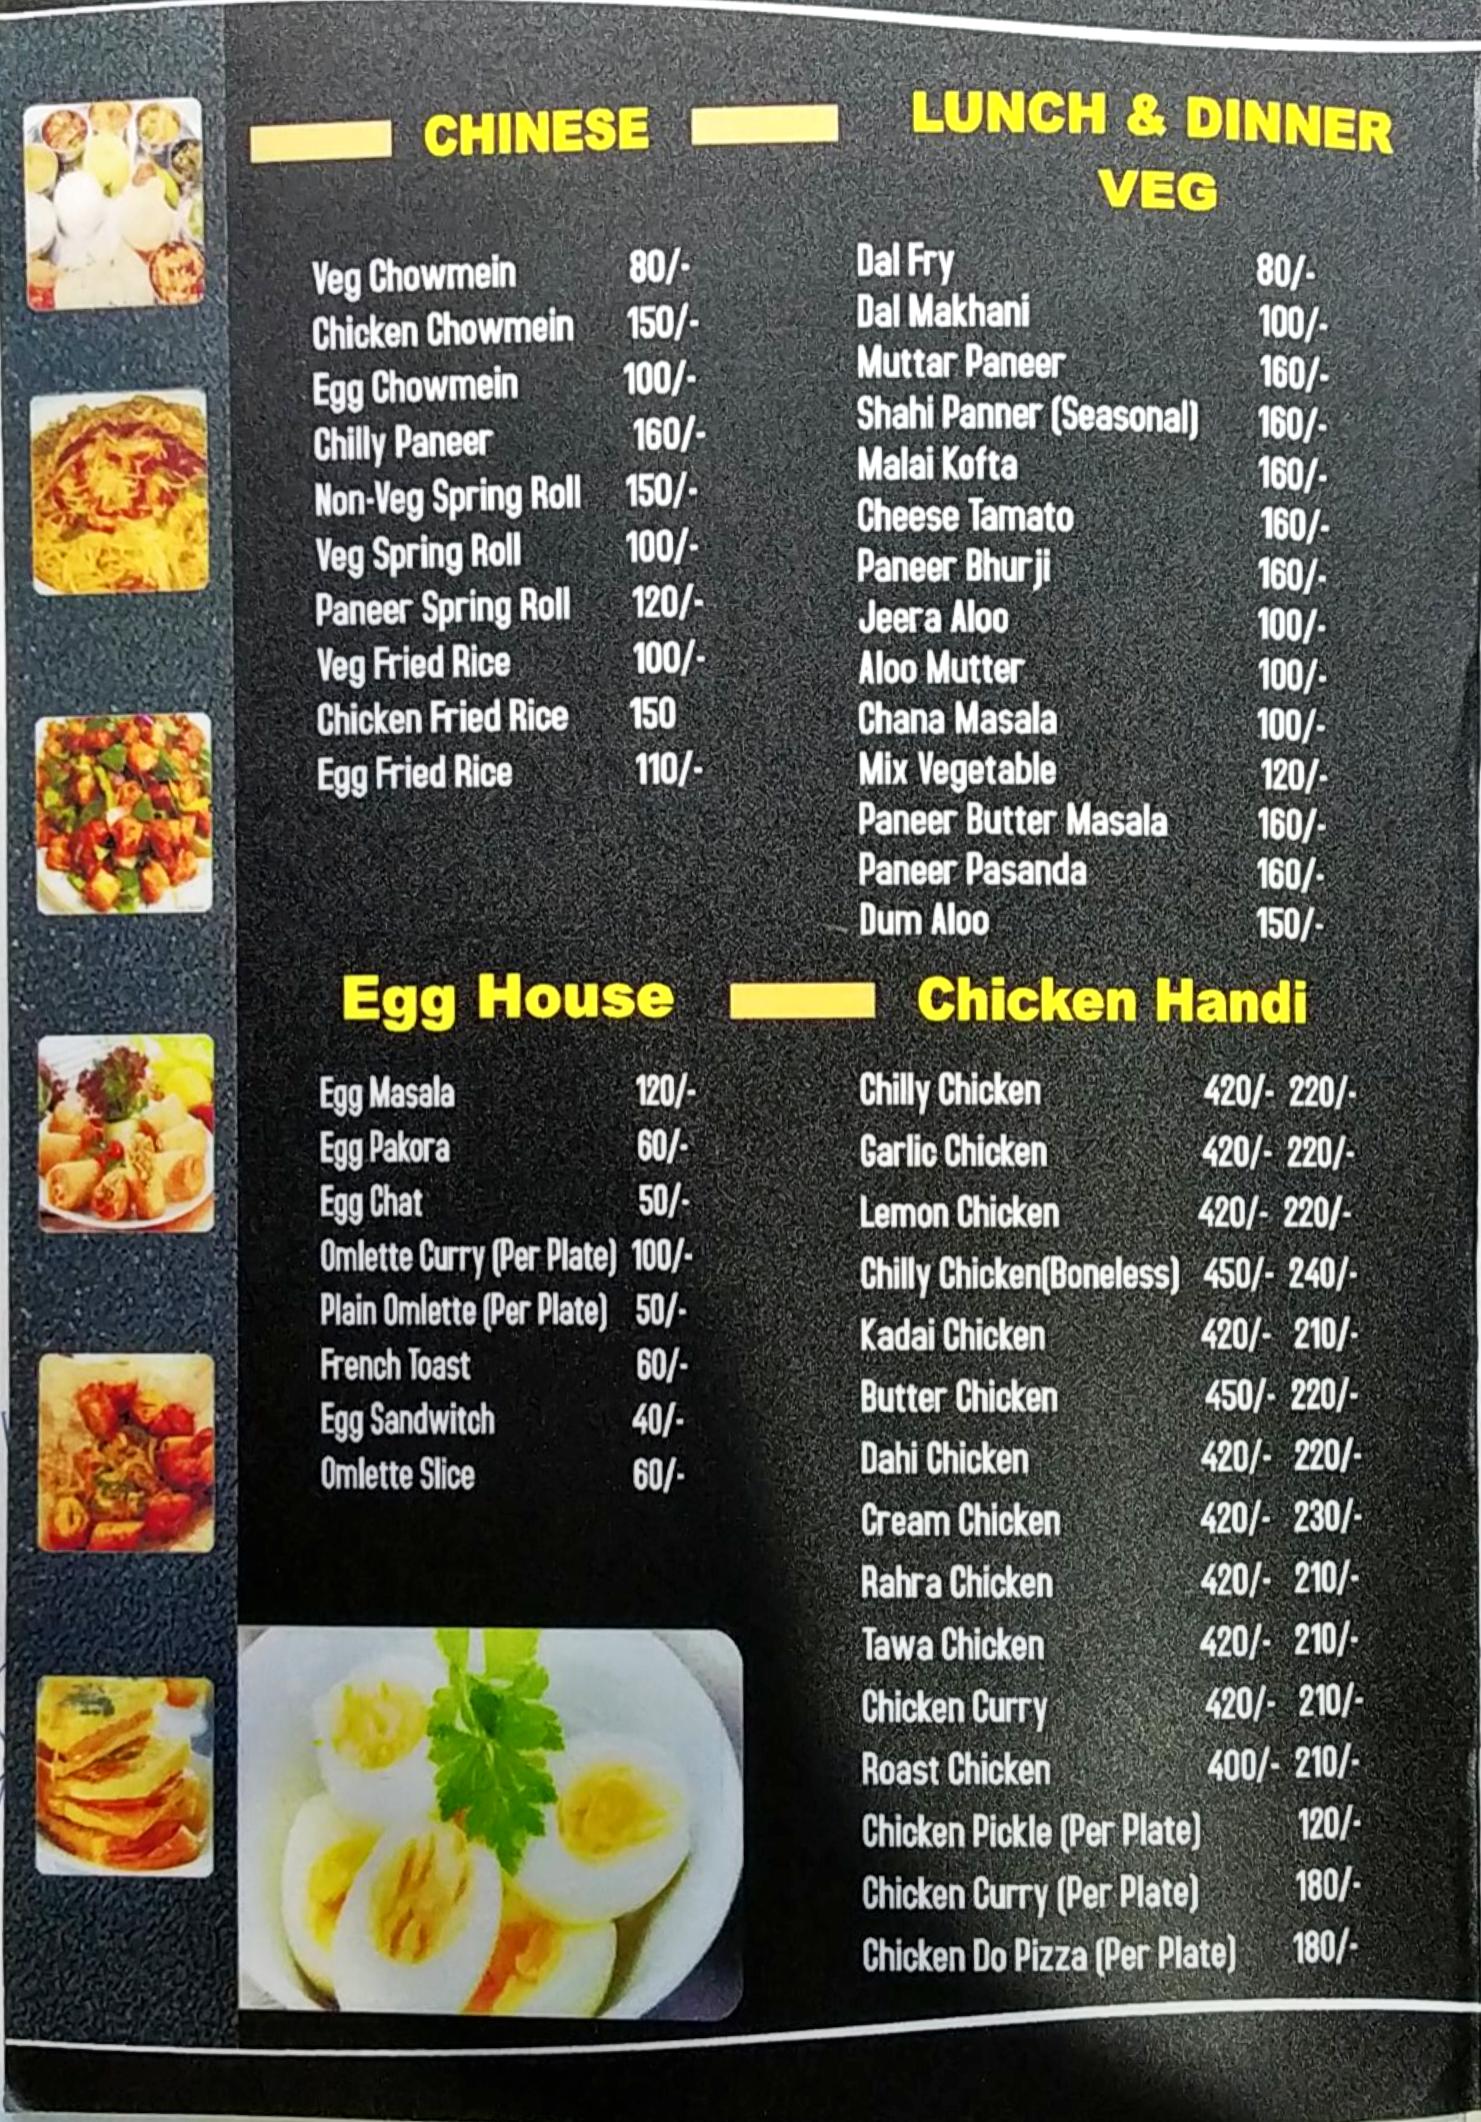 CHINESE
Veg Chowmein 80/-
Chicken Chowmein 150/-
Egg Chowmein 100/-
Chilly Paneer 160/-
Non-Veg Spring Roll 150/-
Veg Spring Roll 100/-
Paneer Spring Roll 120/-
Veg Fried Rice 100/-
Chicken Fried Rice 150
Egg Fried Rice 110/-
LUNCH & DINNER
VEG
Dal Fry 80/-
Dal Makhani 100/-
Muttar Paneer 160/-
Shahi Panner (Seasonal) 160/-
Malai Kofta 160/-
Cheese Tamato 160/-
Paneer Bhurji 160/-
Jeera Aloo 100/-
Aloo Mutter 100/-
Chana Masala 100/-
Mix Vegetable 120/-
Paneer Butter Masala 160/-
Paneer Pasanda 160/-
Dum Aloo 150/-
Egg House
Egg Masala 120/-
Egg Pakora 60/-
Egg Chat 50/-
Omlette Curry (Per Plate) 100/-
Plain Omlette (Per Plate) 50/-
French Toast 60/-
Egg Sandwitch 40/-
Omlette Slice 60/-
Chicken Handi
Chilly Chicken 420/- 220/-
Garlic Chicken 420/- 220/-
Lemon Chicken 420/- 220/-
Chilly Chicken(Boneless) 450/- 240/-
Kadai Chicken 420/- 210/-
Butter Chicken 450/- 220/-
Dahi Chicken 420/- 220/-
Cream Chicken 420/- 230/-
Rahra Chicken 420/- 210/-
Tawa Chicken 420/- 210/-
Chicken Curry 420/- 210/-
Roast Chicken 400/- 210/-
Chicken Pickle (Per Plate) 120/-
Chicken Curry (Per Plate) 180/-
Chicken Do Pizza (Per Plate) 180/-